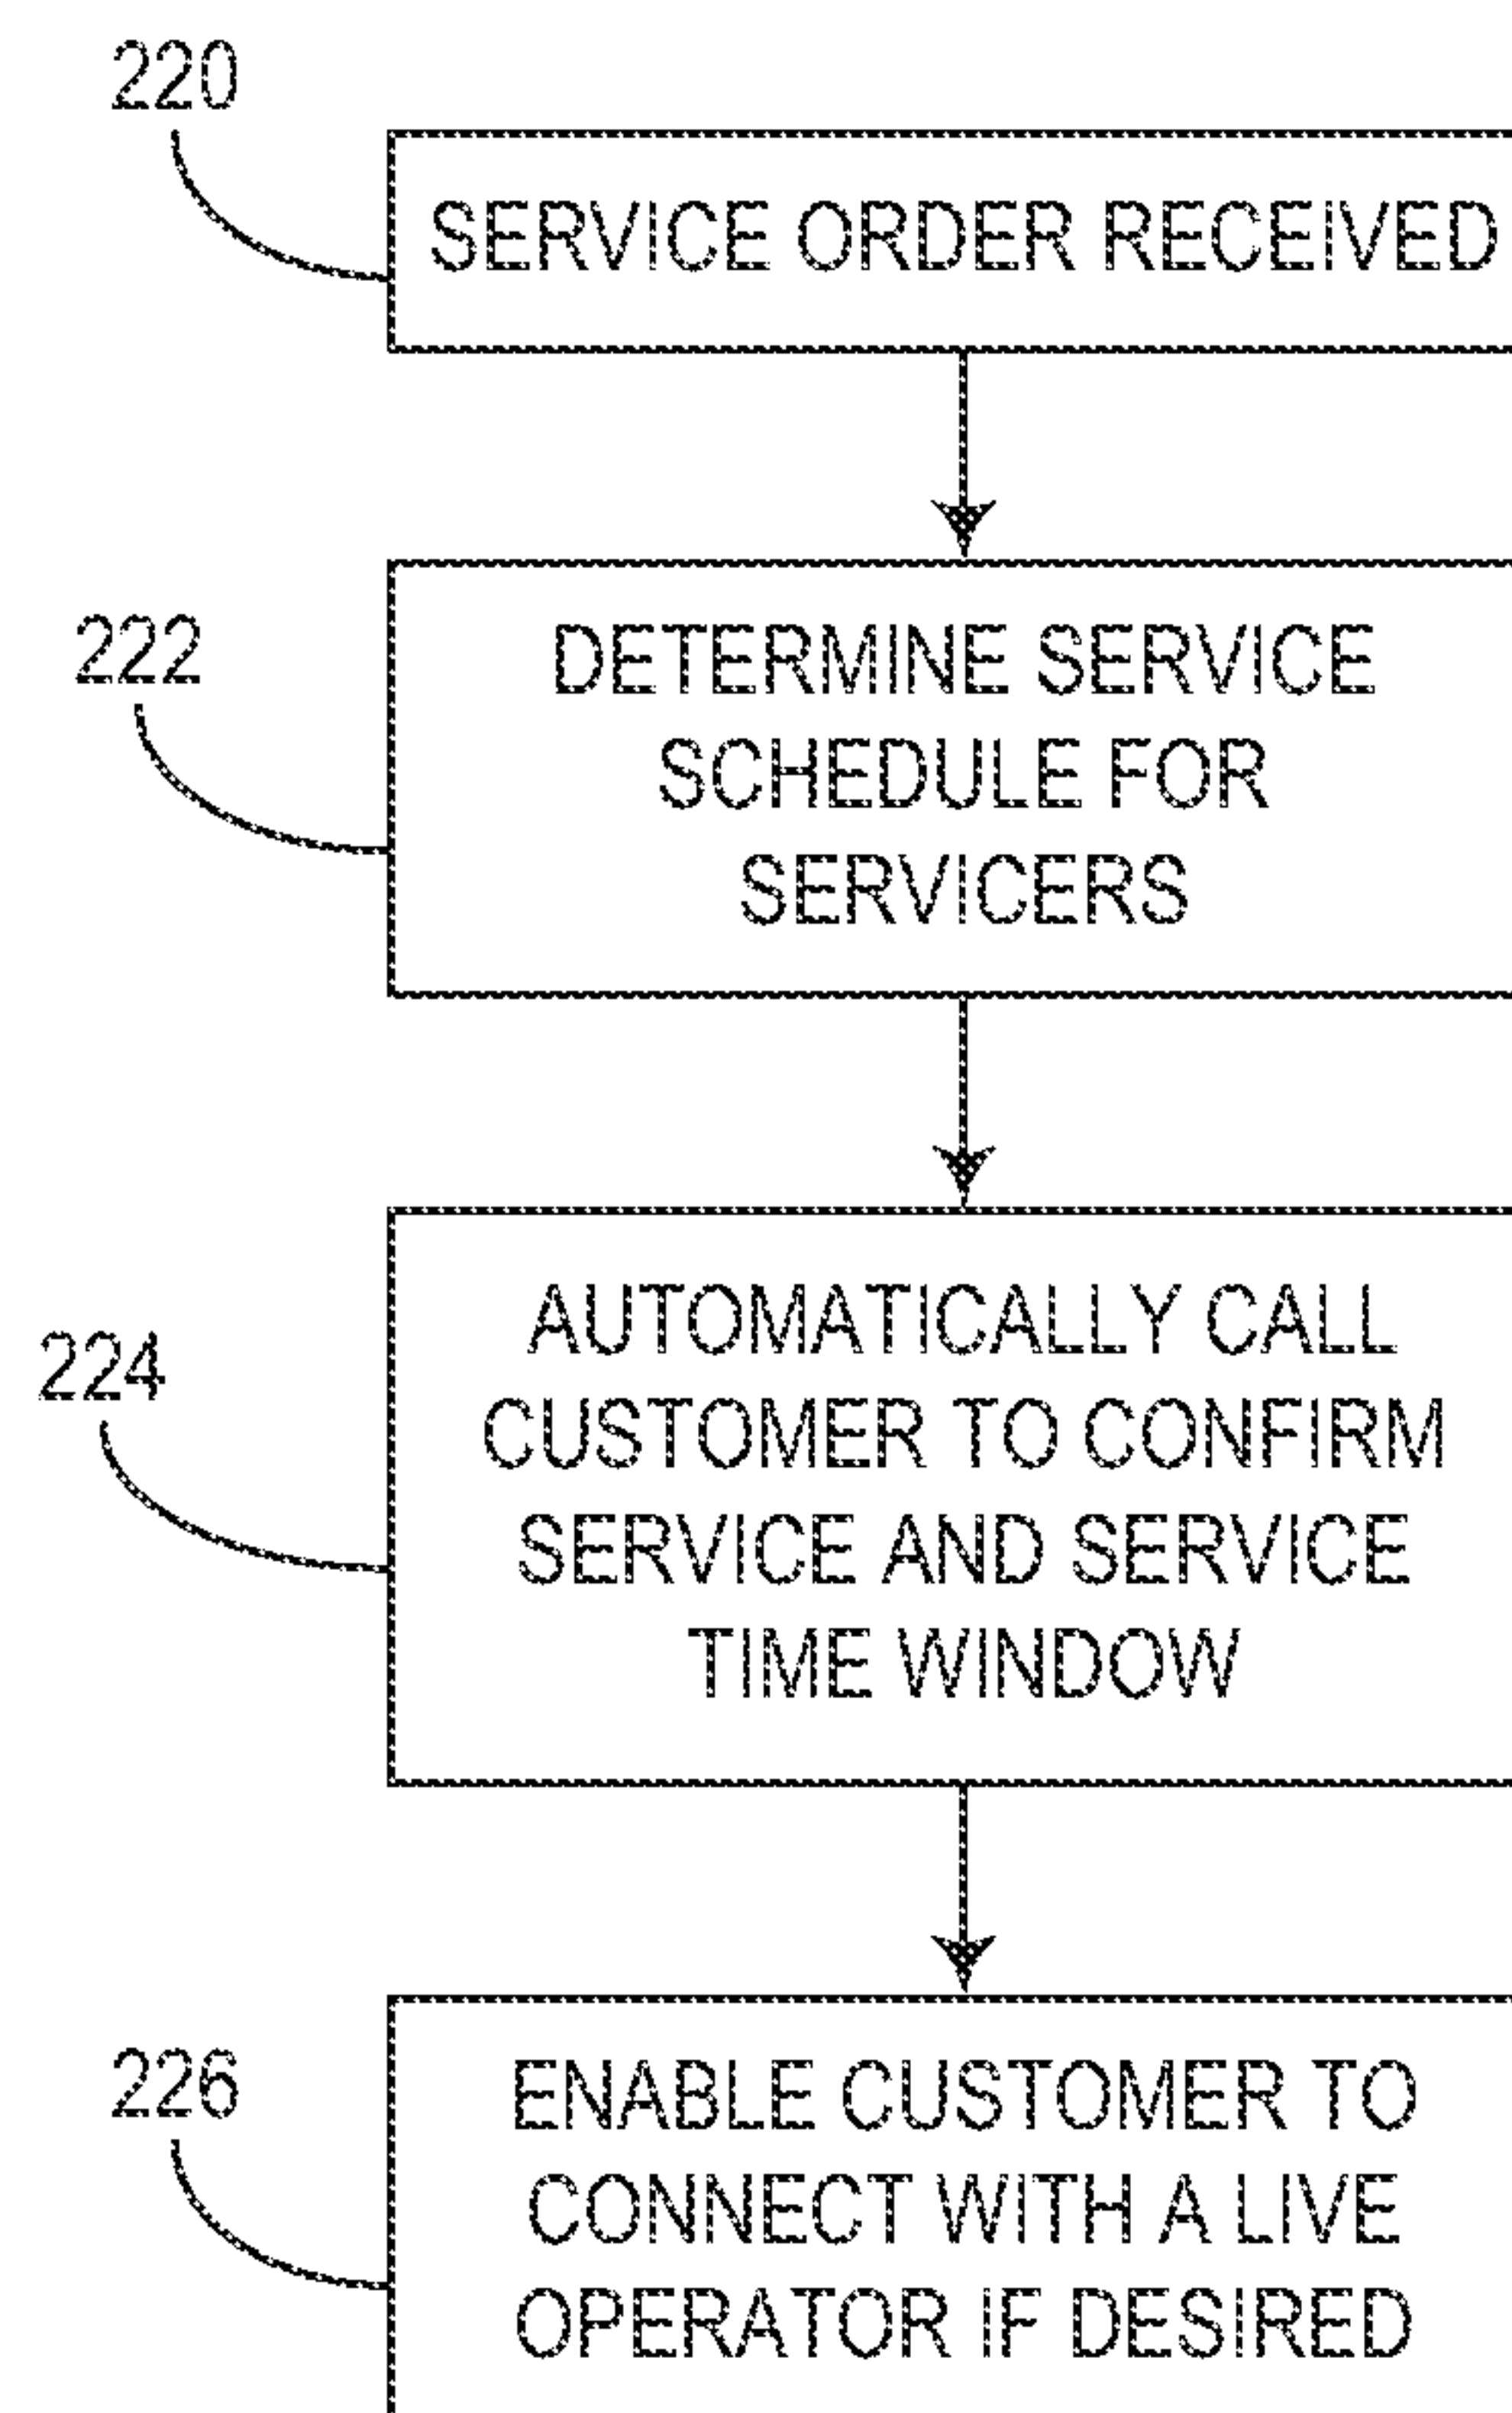 220
SERVICE ORDER RECEIVED
222
DETERMINE SERVICE
SCHEDULE FOR
SERVICERS
224
AUTOMATICALLY CALL
CUSTOMER TO CONFIRM
SERVICE AND SERVICE
TIME WINDOW
226
ENABLE CUSTOMER TO
CONNECT WITH A LIVE
OPERATOR IF DESIRED